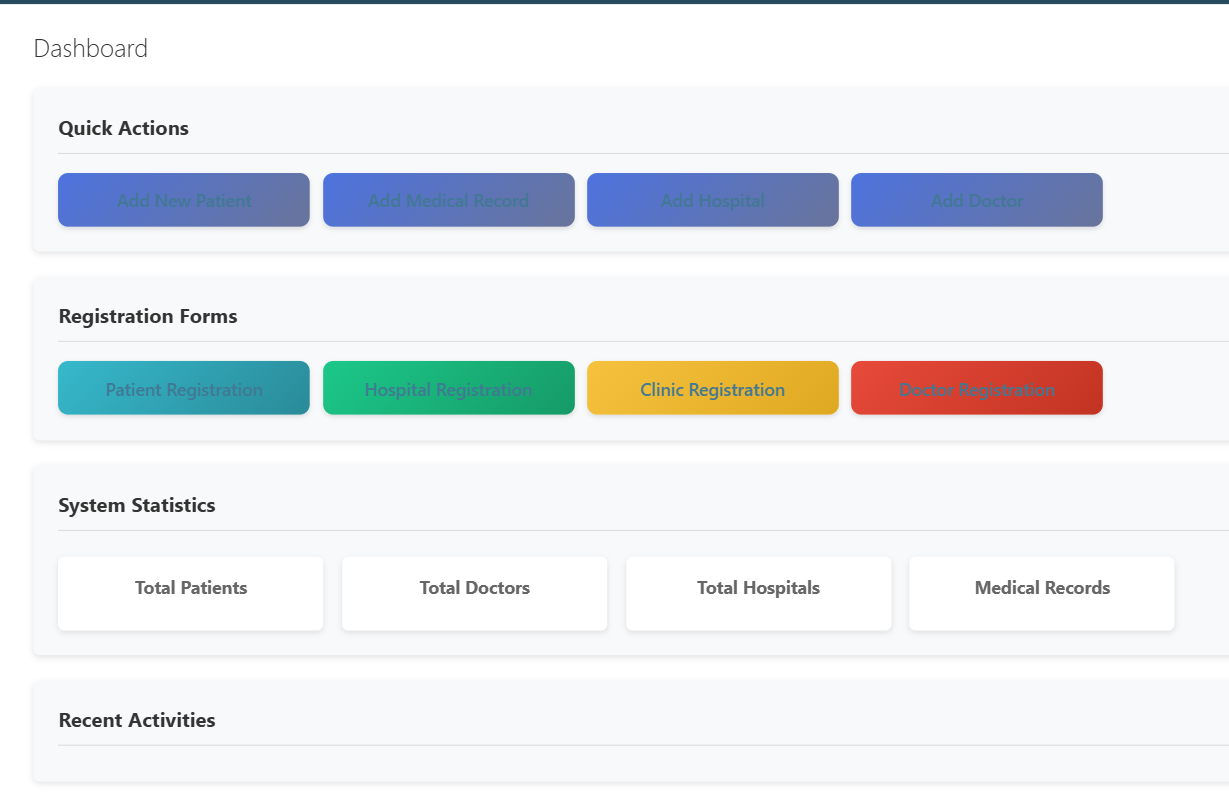 Dashboard
Quick Actions
Add New Patient
Add Medical Record
Add Hospital
Add Doctor
Registration Forms
Patient Registration
Hospital Registration
Clinic Registration
Doctor Registration
System Statistics
Total Patients
Total Doctors
Total Hospitals
Medical Records
Recent Activities